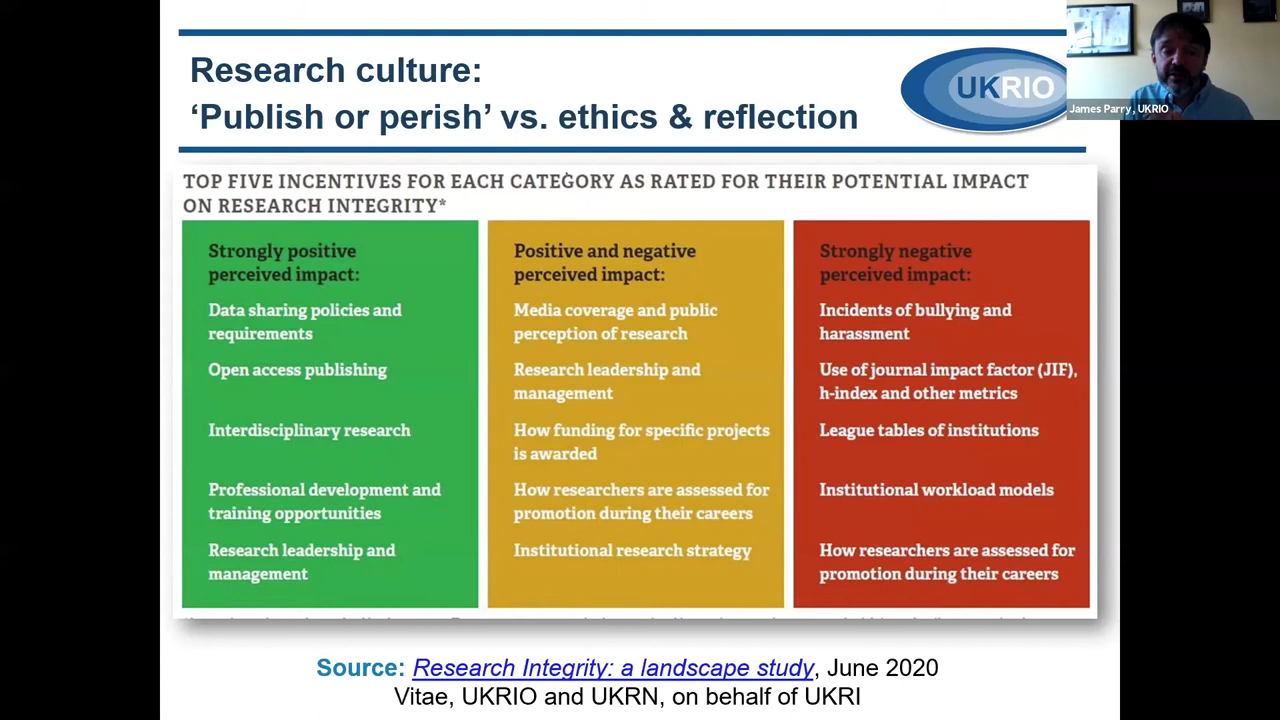 Research culture:
'Publish or perish' vs. ethics & reflection
UKRIO
James Parry, UKRIO
TOP FIVE INCENTIVES FOR EACH CATEGORY AS RATED FOR THEIR POTENTIAL IMPACT
ON RESEARCH INTEGRITY*
Strongly positive
perceived impact:
Data sharing policies and
requirements
Open access publishing
Interdisciplinary research
Professional development and
training opportunities
Research leadership and
management
Positive and negative
perceived impact:
Media coverage and public
perception of research
Research leadership and
management
How funding for specific projects
is awarded
How researchers are assessed for
promotion during their careers
Institutional research strategy
Strongly negative
perceived impact:
Incidents of bullying and
harassment
Use of journal impact factor (JIF),
h-index and other metrics
League tables of institutions
Institutional workload models
How researchers are assessed for
promotion during their careers
Source: Research Integrity: a landscape study, June 2020
Vitae, UKRIO and UKRN, on behalf of UKRI